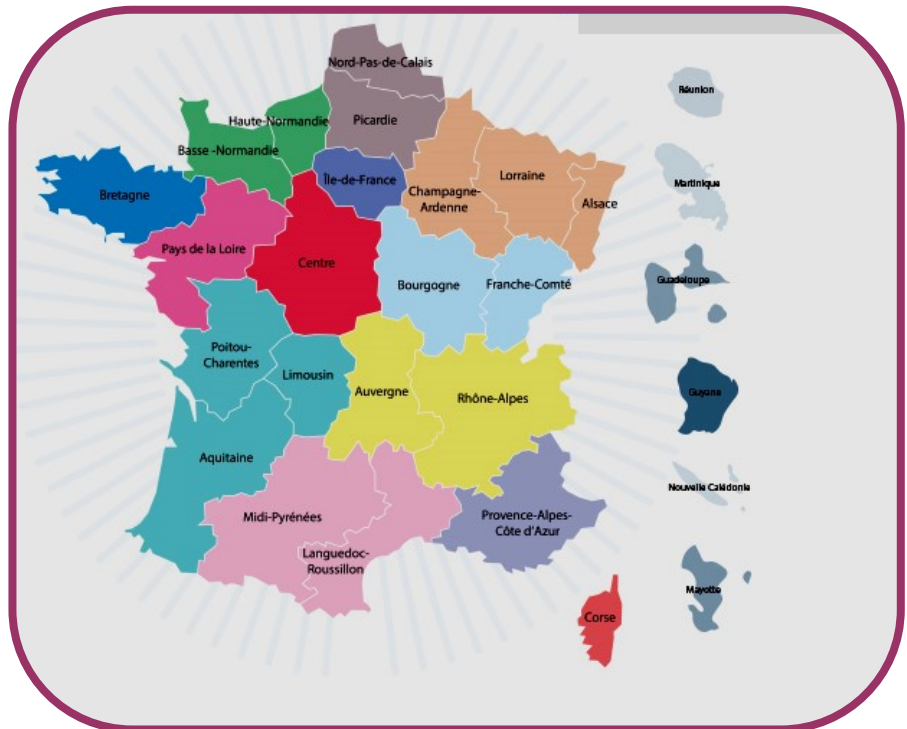 Nord-Pas-de-Calais
Picardie
Haute-Normandie
Basse -Normandie
Île-de-France
Champagne-
Ardenne
Lorraine
Alsace
Bretagne
Pays de la Loire
Centre
Bourgogne
Franche-Comté
Poitou-
Charentes
Limousin
Auvergne
Rhône-Alpes
Aquitaine
Midi-Pyrénées
Languedoc-
Roussillon
Provence-Alpes-
Côte d'Azur
Corse
Réunion
Martinique
Guadeloupe
Guyane
Nouvelle Calédonie
Mayotte